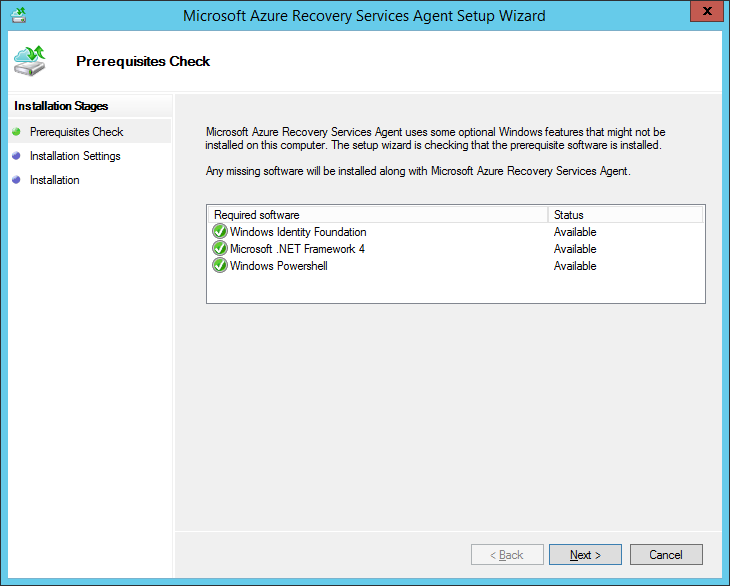 Microsoft Azure Recovery Services Agent Setup Wizard
x
Prerequisites Check
Installation Stages
Prerequisites Check
Installation Settings
Installation
Microsoft Azure Recovery Services Agent uses some optional Windows features that might not be
installed on this computer. The setup wizard is checking that the prerequisite software is installed.
Any missing software will be installed along with Microsoft Azure Recovery Services Agent.
Required software Status
Windows Identity Foundation Available
Microsoft .NET Framework 4 Available
Windows Powershell Available
< Back Next > Cancel